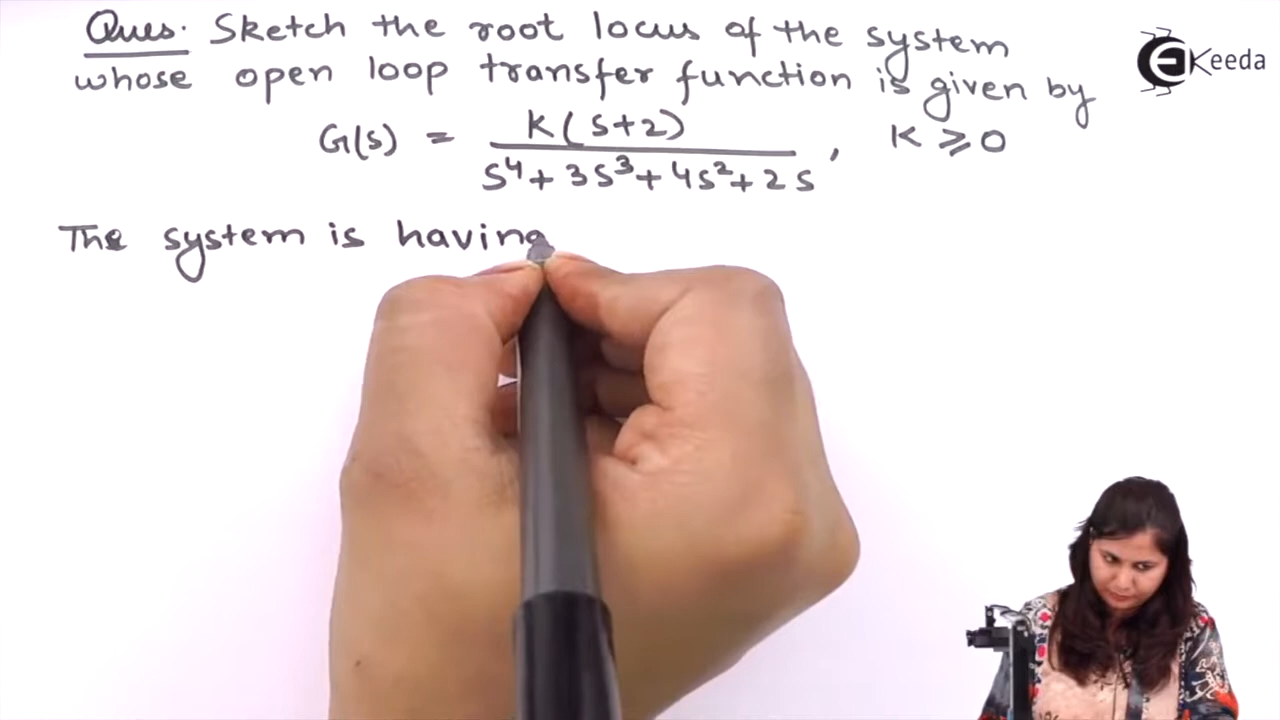 Ques. Sketch the root locus of the system
whose open loop transfer function is given by
G(s) = K(s+2) / s⁴+3s³+4s²+2s , K ≥ 0
The system is having
EKeeda